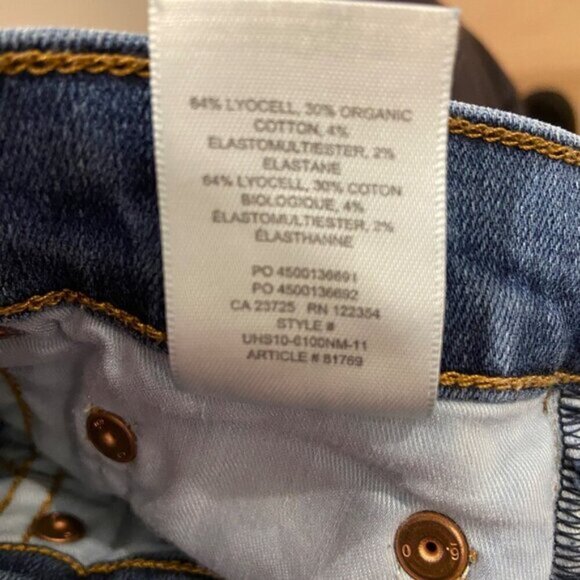 64% LYOCELL, 30% ORGANIC
COTTON, 4%
ELASTOMULTIESTER, 2%
ELASTANE
64% LYOCELL, 30% COTON
BIOLOGIQUE, 4%
ÉLASTOMULTIESTER, 2%
ÉLASTHANNE
PO 4500136691
PO 4500136692
CA 23725 RN 122354
STYLE #
UHS10-6100NM-11
ARTICLE # 81769